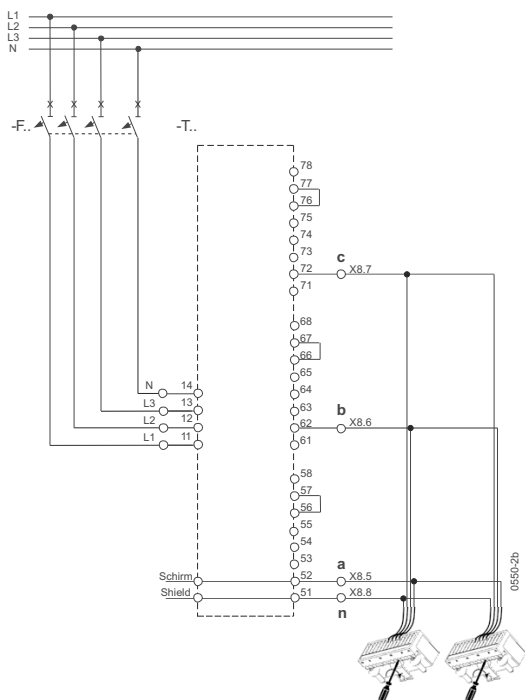 L1
L2
L3
N
-F..
-T..
78
77
76
75
74
73
c
72
X8.7
71
68
67
66
65
N
14
64
L3
13
63
b
L2
12
62
X8.6
L1
11
61
58
57
56
55
54
53
a
Schirm
52
X8.5
Shield
51
X8.8
n
0550-2b